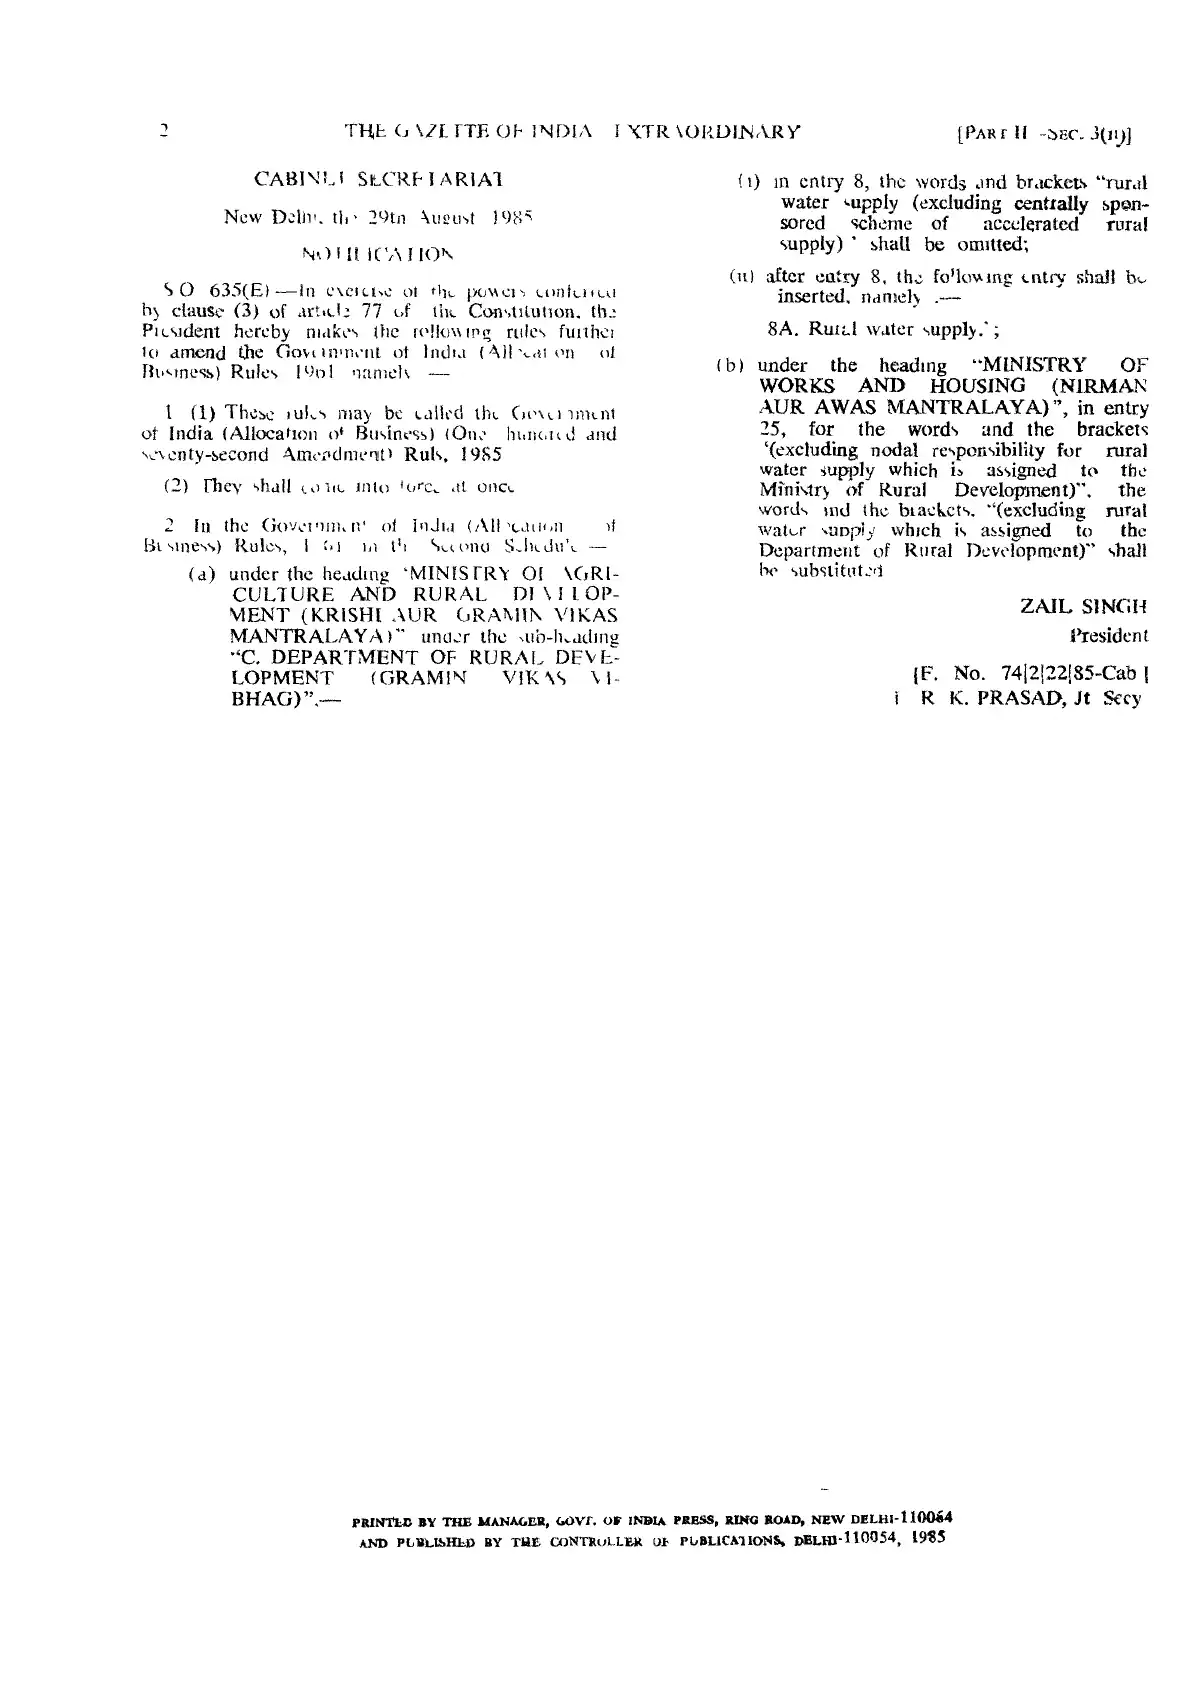 2 THE GAZETTE OF INDIA EXTRAORDINARY [PART II—SEC. 3(ii)]
CABINET SECRETARIAT
New Delhi, the 29th August 1985
NOTIFICATION
S O 635(E)—In exercise of the powers conferred
by clause (3) of article 77 of the Constitution, the
President hereby makes the following rules further
to amend the Government of India (Allocation of
Business) Rules 1961 namely —
1 (1) These rules may be called the Government
of India (Allocation of Business) (One hundred and
seventy-second Amendment) Ruls, 1985
(2) They shall come into force at once
2 In the Government of India (Allocation of
Business) Rules, 1961 in the Second Schedule —
(a) under the heading "MINISTRY OF AGRI-
CULTURE AND RURAL DEVELOP-
MENT (KRISHI AUR GRAMIN VIKAS
MANTRALAYA)" under the sub-heading
"C. DEPARTMENT OF RURAL DEVE-
LOPMENT (GRAMIN VIKAS VI-
BHAG)",—
(i) in entry 8, the words and brackets "rural
water supply (excluding centrally spon-
sored scheme of accelerated rural
supply)" shall be omitted;
(ii) after entry 8, the following entry shall be
inserted, namely :—
8A. Rural water supply.";
(b) under the heading "MINISTRY OF
WORKS AND HOUSING (NIRMAN
AUR AWAS MANTRALAYA)", in entry
25, for the words and the brackets
"(excluding nodal responsibility for rural
water supply which is assigned to the
Ministry of Rural Development)", the
words and the brackets, "(excluding rural
water supply which is assigned to the
Department of Rural Development)" shall
be substituted
ZAIL SINGH
President
[F. No. 74|2|22|85-Cab ]
R K. PRASAD, Jt Secy
PRINTED BY THE MANAGER, GOVT. OF INDIA PRESS, RING ROAD, NEW DELHI-110064
AND PUBLISHED BY THE CONTROLLER OF PUBLICATIONS, DELHI-110054, 1985